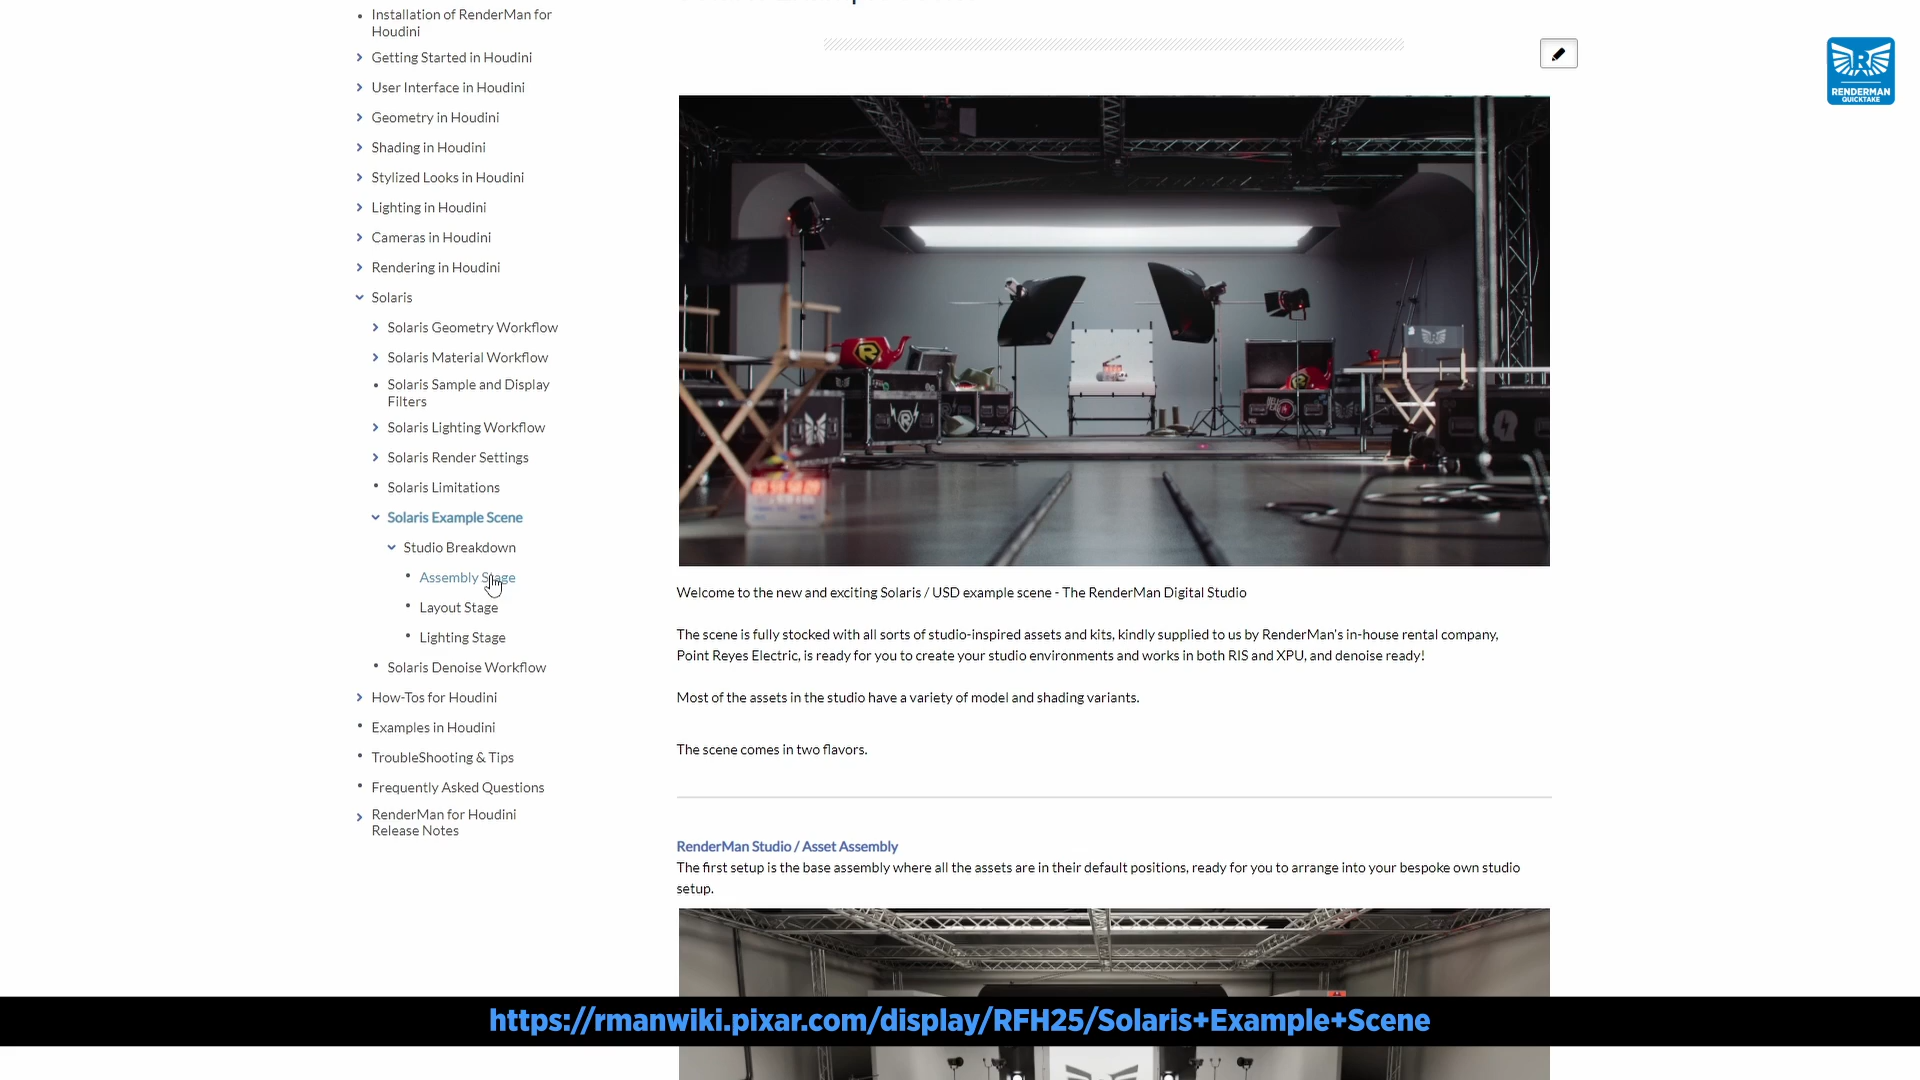 Installation of RenderMan for
Houdini
Getting Started in Houdini
User Interface in Houdini
Geometry in Houdini
Shading in Houdini
Stylized Looks in Houdini
Lighting in Houdini
Cameras in Houdini
Rendering in Houdini
Solaris
Solaris Geometry Workflow
Solaris Material Workflow
Solaris Sample and Display
Filters
Solaris Lighting Workflow
Solaris Render Settings
Solaris Limitations
Solaris Example Scene
Studio Breakdown
Assembly Stage
Layout Stage
Lighting Stage
Solaris Denoise Workflow
How-Tos for Houdini
Examples in Houdini
TroubleShooting & Tips
Frequently Asked Questions
RenderMan for Houdini
Release Notes
R
RENDERMAN
QUICKTAKE
R
R
Welcome to the new and exciting Solaris / USD example scene - The RenderMan Digital Studio
The scene is fully stocked with all sorts of studio-inspired assets and kits, kindly supplied to us by RenderMan's in-house rental company,
Point Reyes Electric, is ready for you to create your studio environments and works in both RIS and XPU, and denoise ready!
Most of the assets in the studio have a variety of model and shading variants.
The scene comes in two flavors.
RenderMan Studio / Asset Assembly
The first setup is the base assembly where all the assets are in their default positions, ready for you to arrange into your bespoke own studio
setup.
https://rmanwiki.pixar.com/display/RFH25/Solaris+Example+Scene